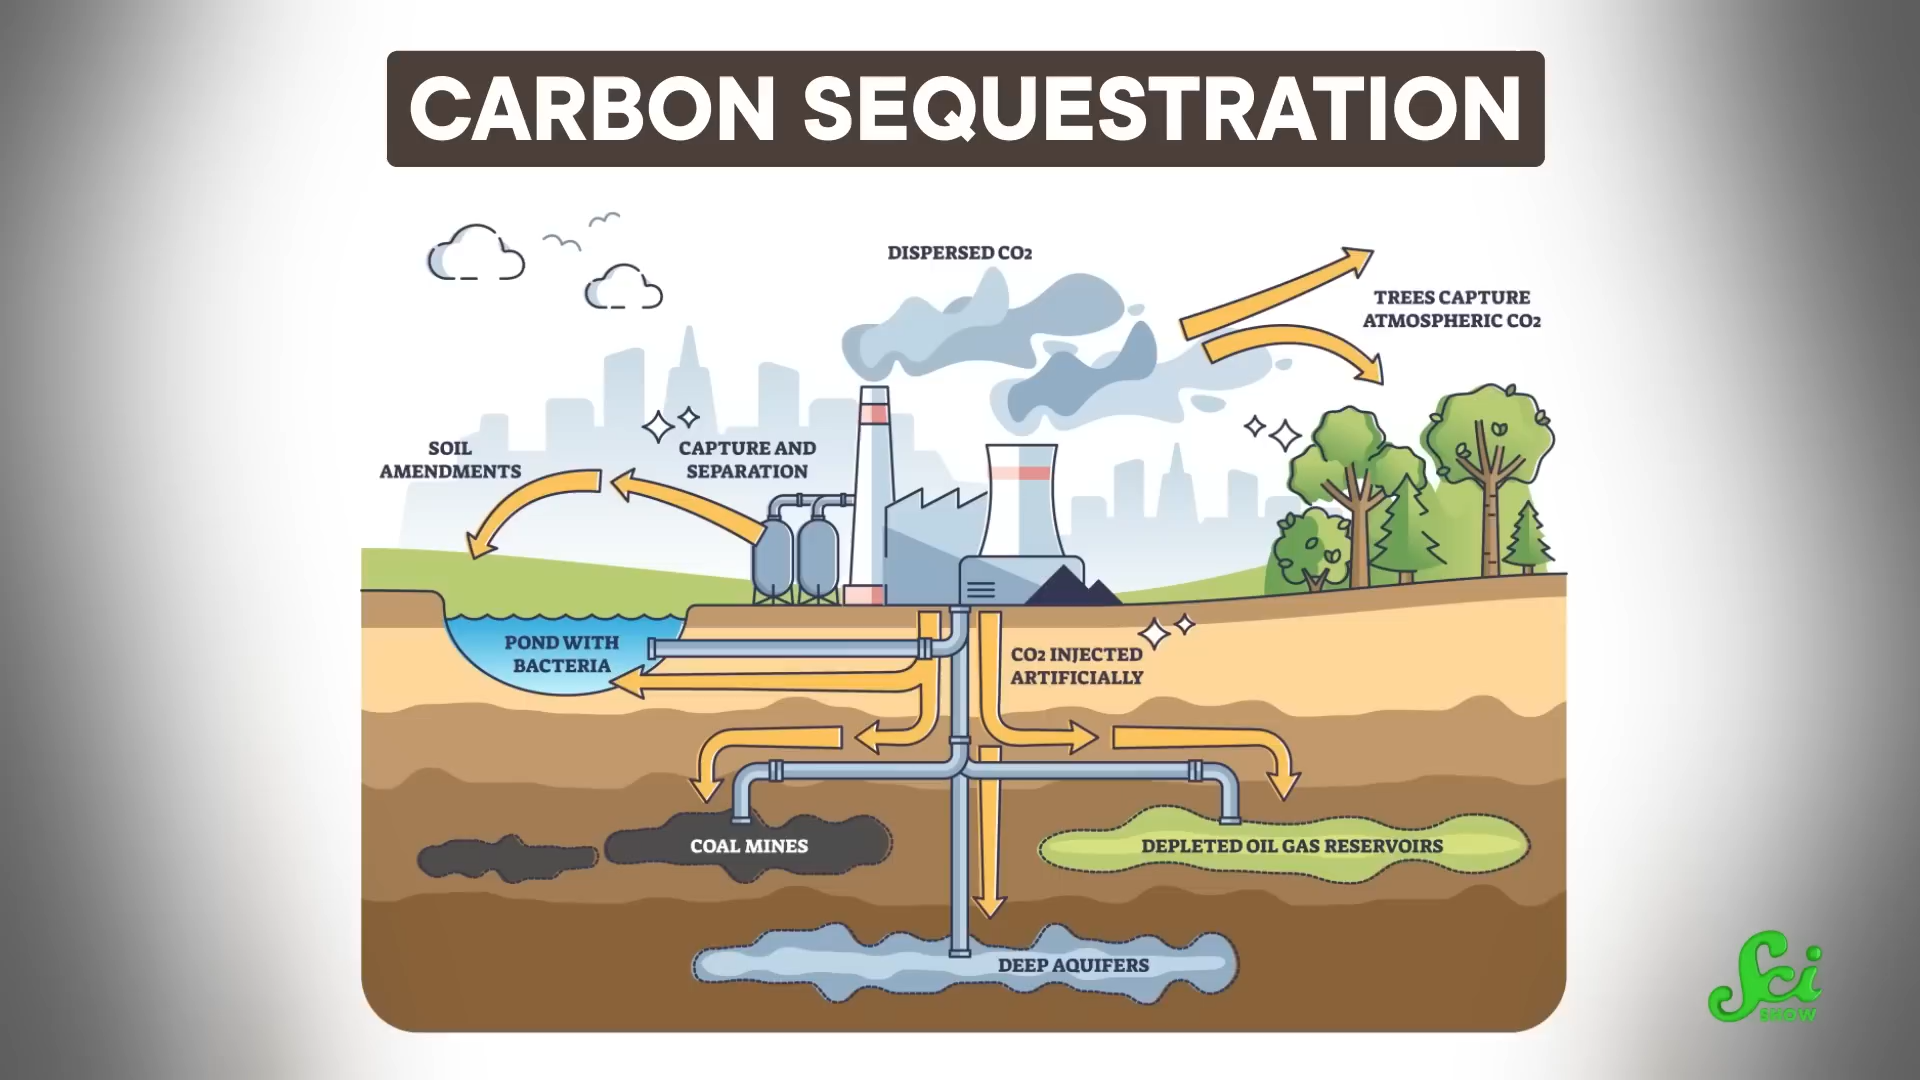 CARBON SEQUESTRATION
DISPERSED CO2
TREES CAPTURE
ATMOSPHERIC CO2
SOIL
AMENDMENTS
CAPTURE AND
SEPARATION
POND WITH
BACTERIA
CO2 INJECTED
ARTIFICIALLY
COAL MINES
DEPLETED OIL GAS RESERVOIRS
DEEP AQUIFERS
Sci
SHOW